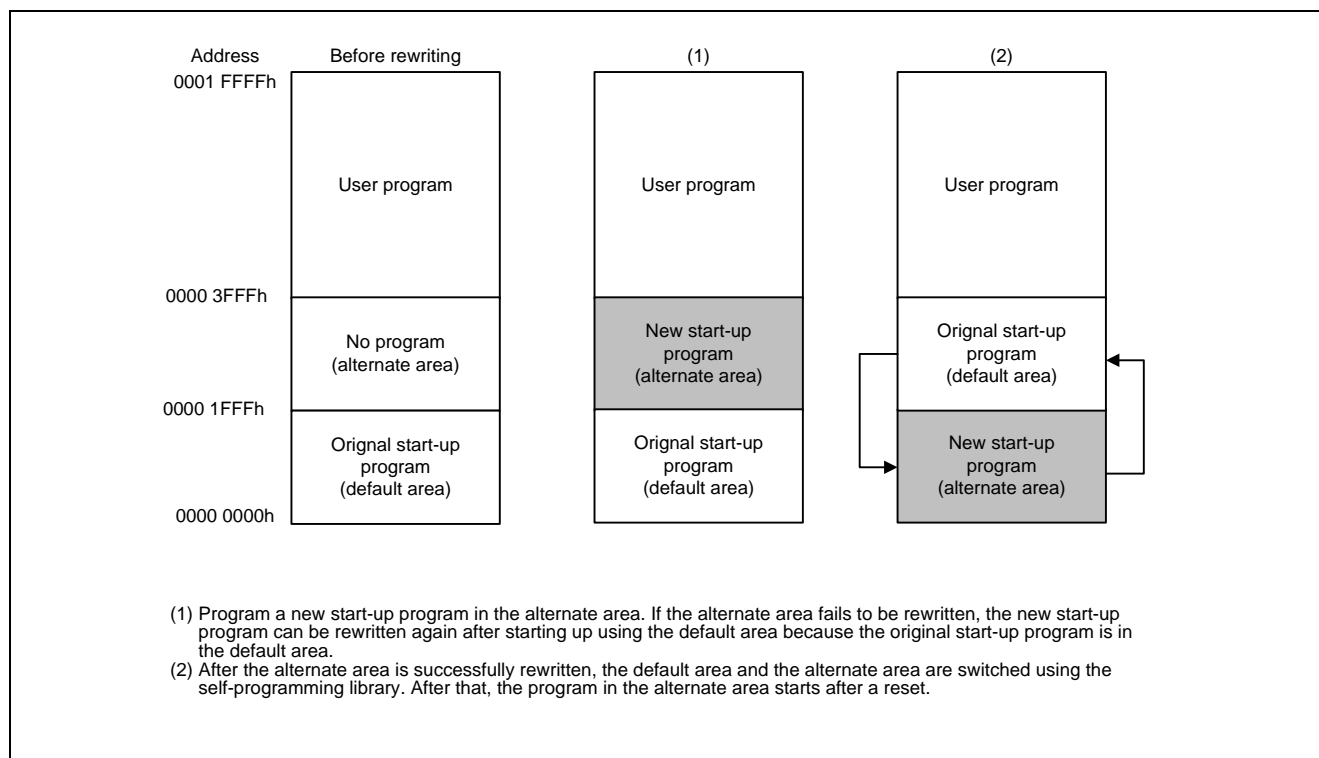 Address
Before rewriting
(1)
(2)
0001 FFFFh
User program
User program
User program
0000 3FFFh
No program
(alternate area)
New start-up
program
(alternate area)
Orignal start-up
program
(default area)
0000 1FFFh
Orignal start-up
program
(default area)
Orignal start-up
program
(default area)
New start-up
program
(alternate area)
0000 0000h
(1) Program a new start-up program in the alternate area. If the alternate area fails to be rewritten, the new start-up
program can be rewritten again after starting up using the default area because the original start-up program is in
the default area.
(2) After the alternate area is successfully rewritten, the default area and the alternate area are switched using the
self-programming library. After that, the program in the alternate area starts after a reset.